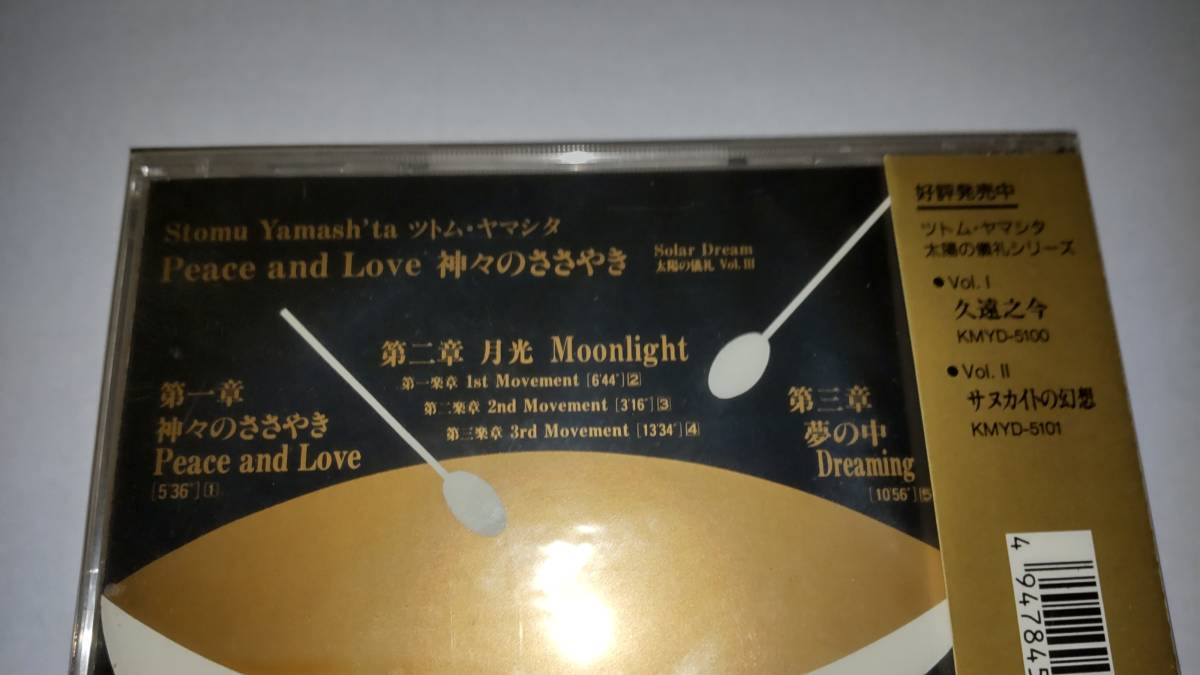 Stomu Yamash'ta ツトム・ヤマシタ
Peace and Love 神々のささやき
Solar Dream
太陽の儀礼 Vol. III
第一章
神々のささやき
Peace and Love
[5'36"] 1
第二章 月光 Moonlight
第一楽章 1st Movement [6'44"] 2
第二楽章 2nd Movement [3'16"] 3
第三楽章 3rd Movement [13'34"] 4
第三章
夢の中
Dreaming
[10'56"] 5
好評発売中
ツトム・ヤマシタ
太陽の儀礼シリーズ
●Vol. I
久遠之今
KMYD-5100
●Vol. II
サヌカイトの幻想
KMYD-5101
4 947845